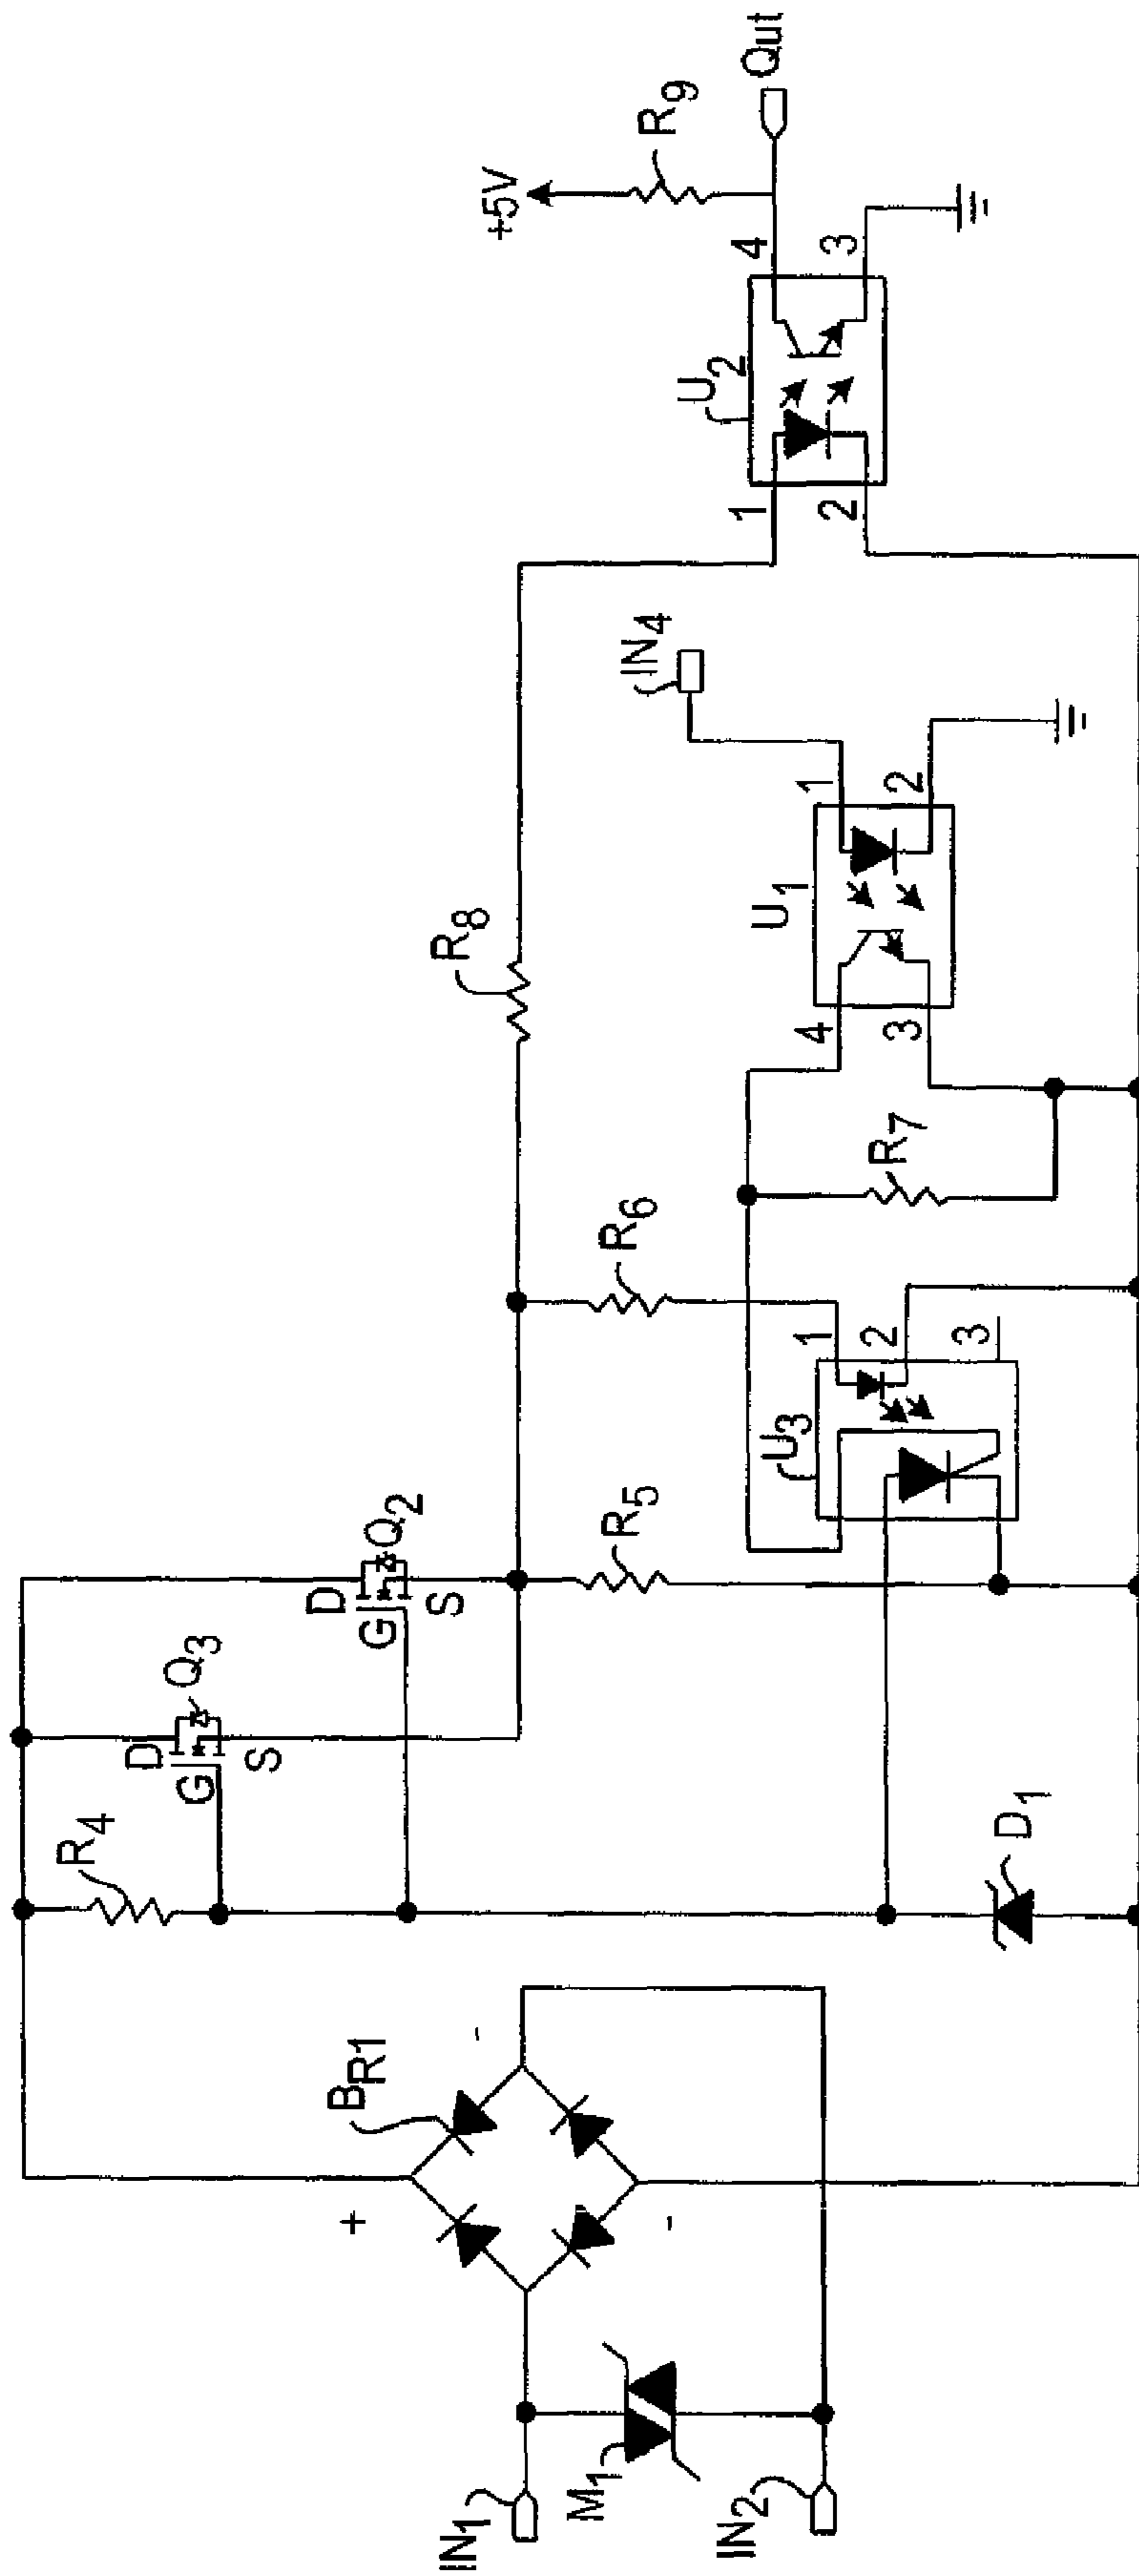 IN1
M1
IN2
+
BR1
-
-
R4
D
G
S
Q3
D
G
S
Q2
D1
R5
U3
1
2
3
R6
R7
R8
4
3
U1
1
2
IN4
1
2
U2
4
3
+5V
R9
Qut